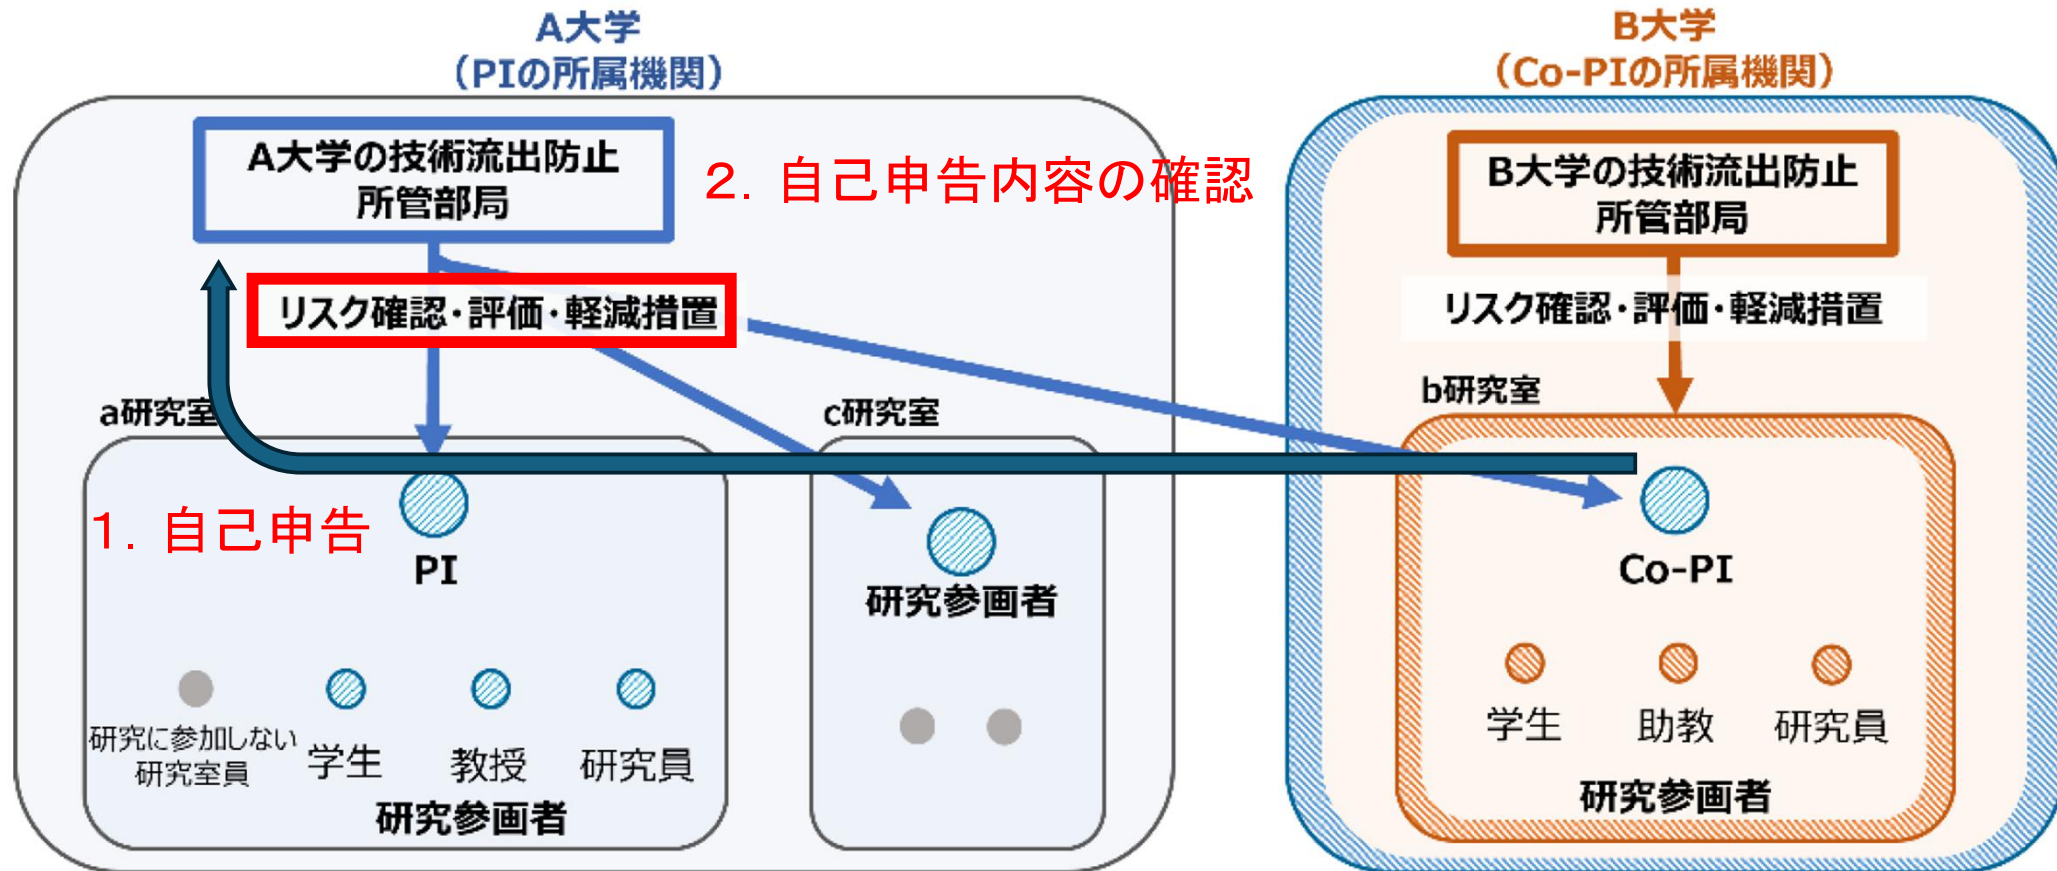 A大学
（PIの所属機関）
B大学
（Co-PIの所属機関）
A大学の技術流出防止
所管部局
2. 自己申告内容の確認
B大学の技術流出防止
所管部局
リスク確認・評価・軽減措置
リスク確認・評価・軽減措置
a研究室
c研究室
b研究室
1. 自己申告
PI
研究参画者
Co-PI
研究に参加しない
研究室員
学生
教授
研究員
研究参画者
学生
助教
研究員
研究参画者